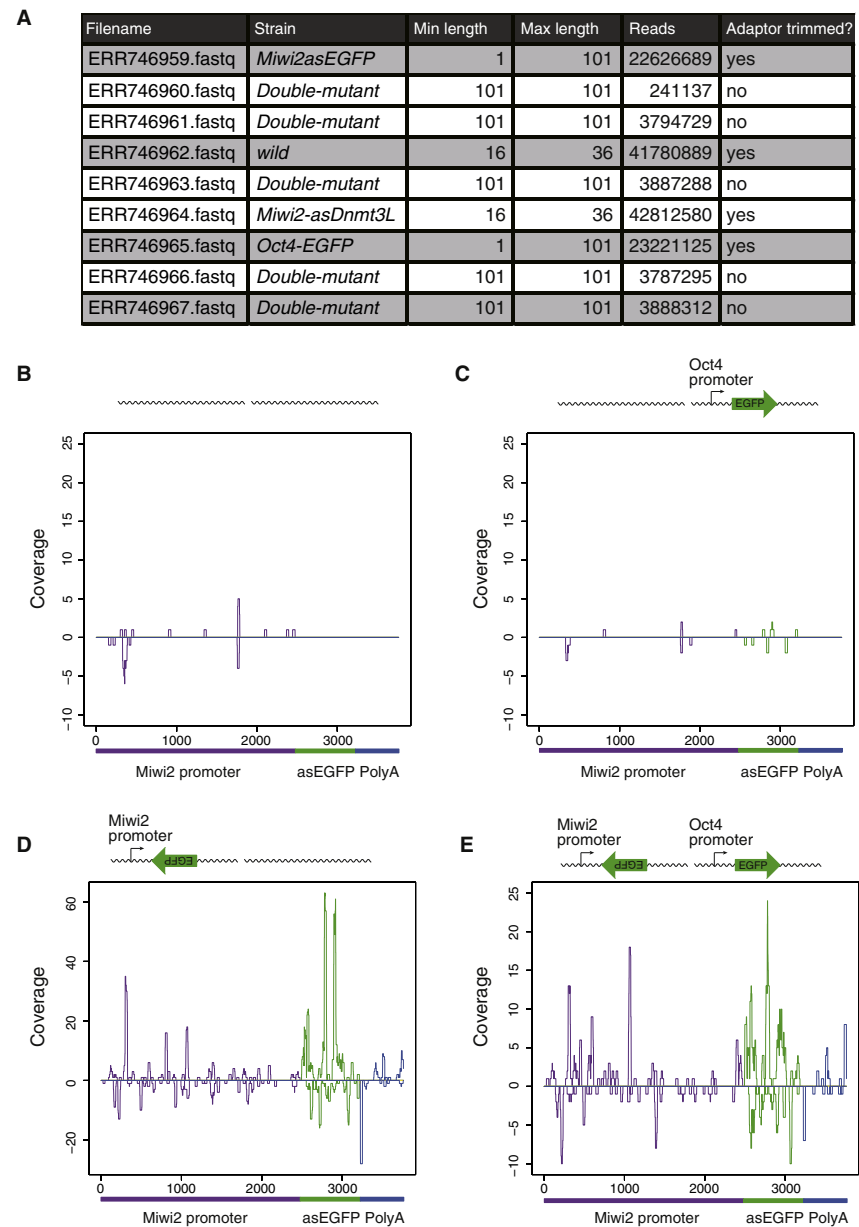 A
Filename Strain Min length Max length Reads Adaptor trimmed?
ERR746959.fastq Miwi2asEGFP 1 101 22626689 yes
ERR746960.fastq Double-mutant 101 101 241137 no
ERR746961.fastq Double-mutant 101 101 3794729 no
ERR746962.fastq wild 16 36 41780889 yes
ERR746963.fastq Double-mutant 101 101 3887288 no
ERR746964.fastq Miwi2-asDnmt3L 16 36 42812580 yes
ERR746965.fastq Oct4-EGFP 1 101 23221125 yes
ERR746966.fastq Double-mutant 101 101 3787295 no
ERR746967.fastq Double-mutant 101 101 3888312 no
B
25
20
15
10
5
0
−5
−10
Coverage
0 1000 2000 3000
Miwi2 promoter asEGFP PolyA
C
Oct4
promoter
EGFP
25
20
15
10
5
0
−5
−10
Coverage
0 1000 2000 3000
Miwi2 promoter asEGFP PolyA
D
Miwi2
promoter
EGFP
60
40
20
0
−20
Coverage
0 1000 2000 3000
Miwi2 promoter asEGFP PolyA
E
Miwi2
promoter
Oct4
promoter
EGFP
EGFP
25
20
15
10
5
0
−5
−10
Coverage
0 1000 2000 3000
Miwi2 promoter asEGFP PolyA